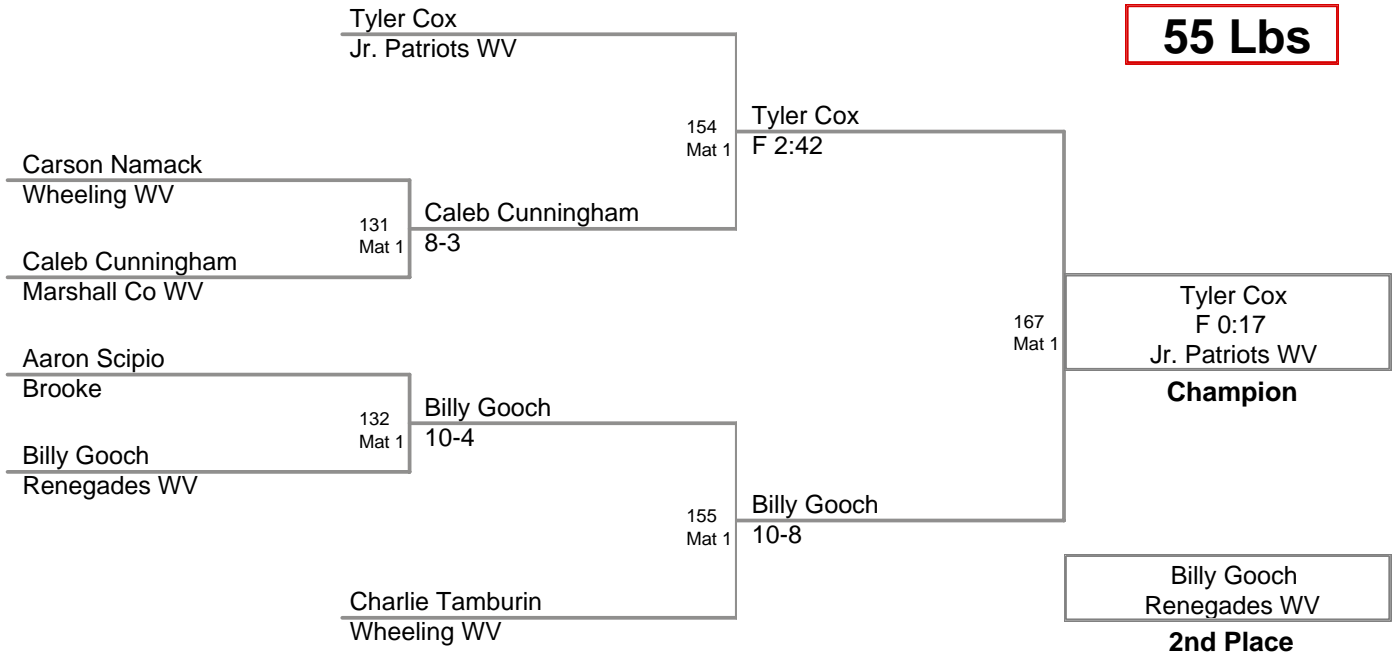 55 Lbs
Tyler Cox
Jr. Patriots WV
Carson Namack
Wheeling WV
131
Mat 1
Caleb Cunningham
Marshall Co WV
Caleb Cunningham
8-3
154
Mat 1
Tyler Cox
F 2:42
Aaron Scipio
Brooke
132
Mat 1
Billy Gooch
Renegades WV
Billy Gooch
10-4
155
Mat 1
Charlie Tamburin
Wheeling WV
Billy Gooch
10-8
167
Mat 1
Tyler Cox
F 0:17
Jr. Patriots WV
Champion
Billy Gooch
Renegades WV
2nd Place